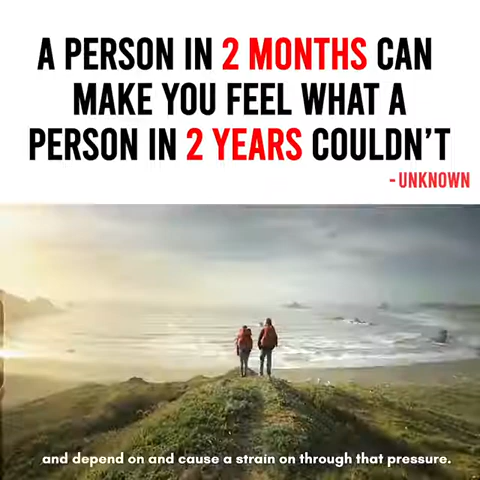 A PERSON IN 2 MONTHS CAN
MAKE YOU FEEL WHAT A
PERSON IN 2 YEARS COULDN'T
- UNKNOWN
and depend on and cause a strain on through that pressure.